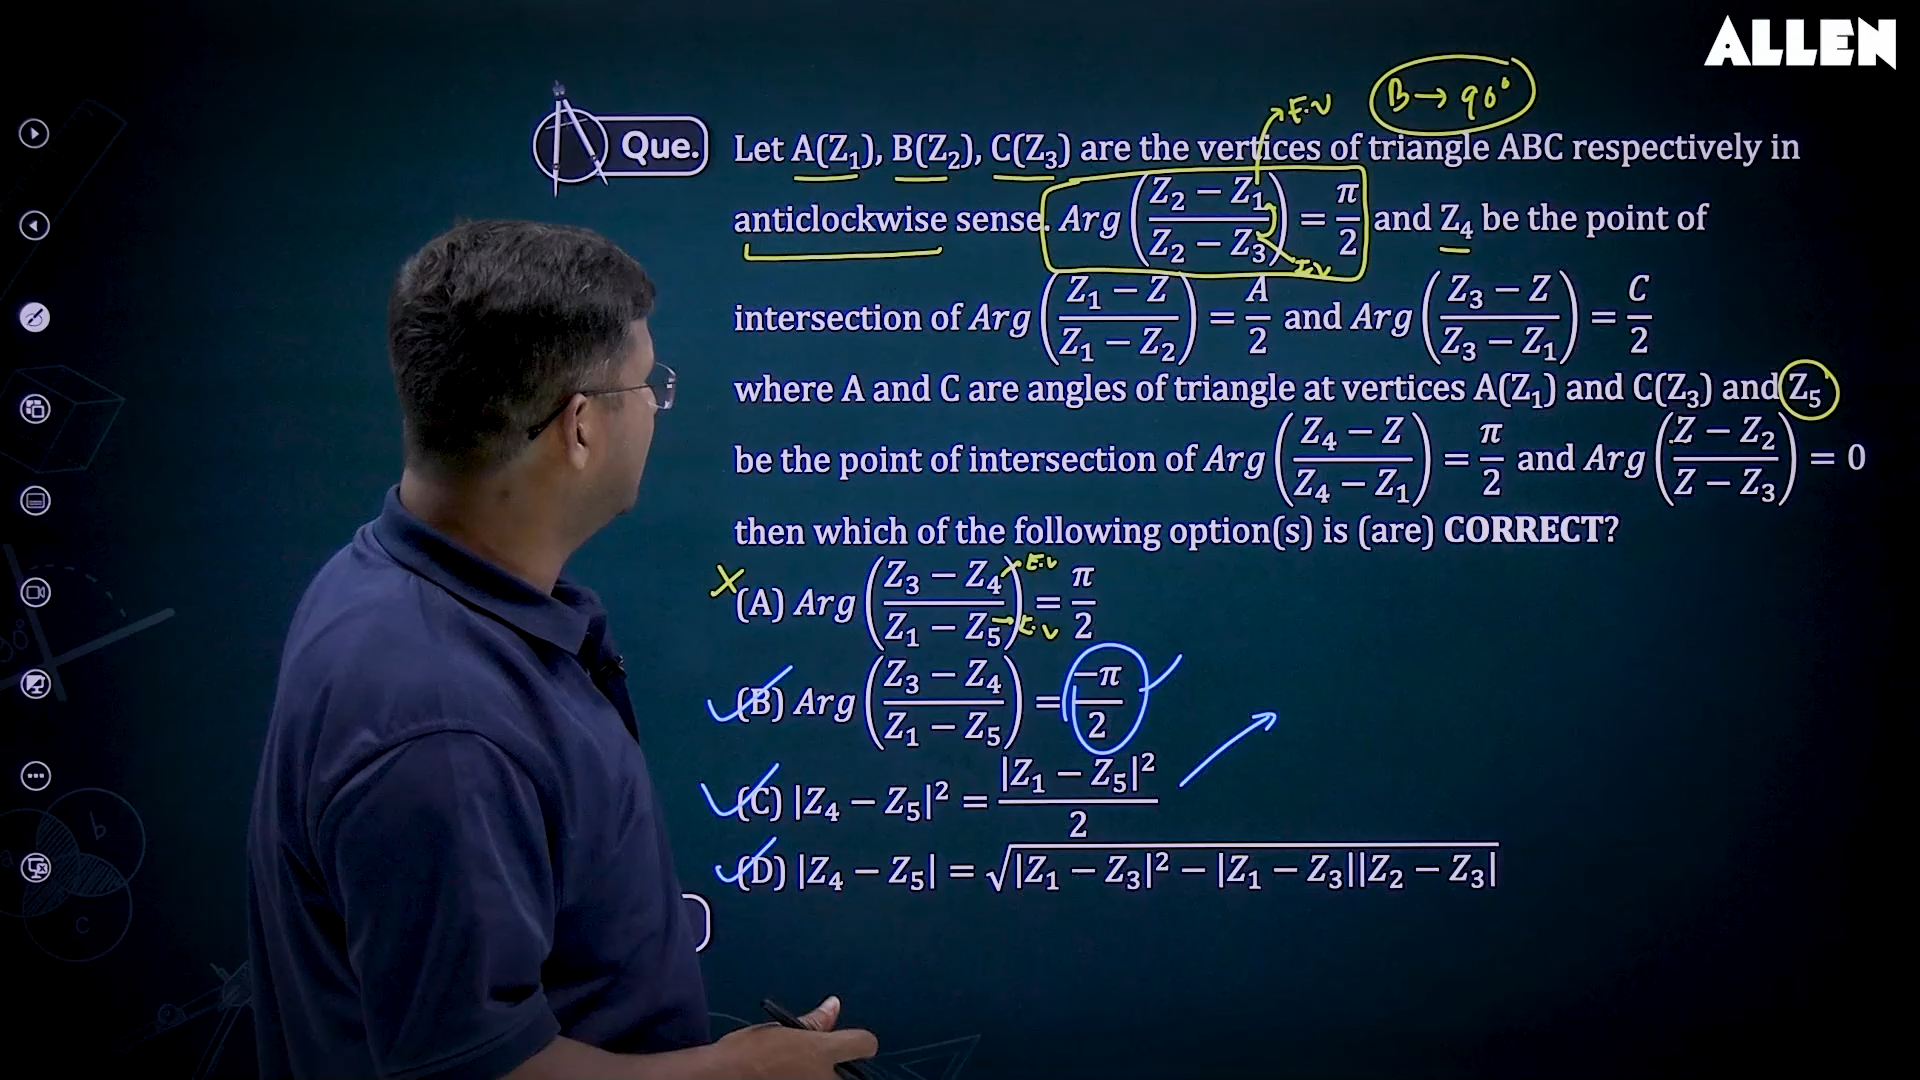 ALLEN
B → 90°
E.V
Que. Let A(Z₁), B(Z₂), C(Z₃) are the vertices of triangle ABC respectively in
anticlockwise sense. Arg((Z₂ − Z₁)/(Z₂ − Z₃)) = π/2 and Z₄ be the point of
intersection of Arg((Z₁ − Z)/(Z₁ − Z₂)) = A/2 and Arg((Z₃ − Z)/(Z₃ − Z₁)) = C/2
where A and C are angles of triangle at vertices A(Z₁) and C(Z₃) and Z₅
be the point of intersection of Arg((Z₄ − Z)/(Z₄ − Z₁)) = π/2 and Arg((Z − Z₂)/(Z − Z₃)) = 0
then which of the following option(s) is (are) CORRECT?
(A) Arg((Z₃ − Z₄)/(Z₁ − Z₅)) = π/2
E.V
(B) Arg((Z₃ − Z₄)/(Z₁ − Z₅)) = −π/2
(C) |Z₄ − Z₅|² = |Z₁ − Z₅|²/2
(D) |Z₄ − Z₅| = √(|Z₁ − Z₃|² − |Z₁ − Z₃||Z₂ − Z₃|)
90°
b
c